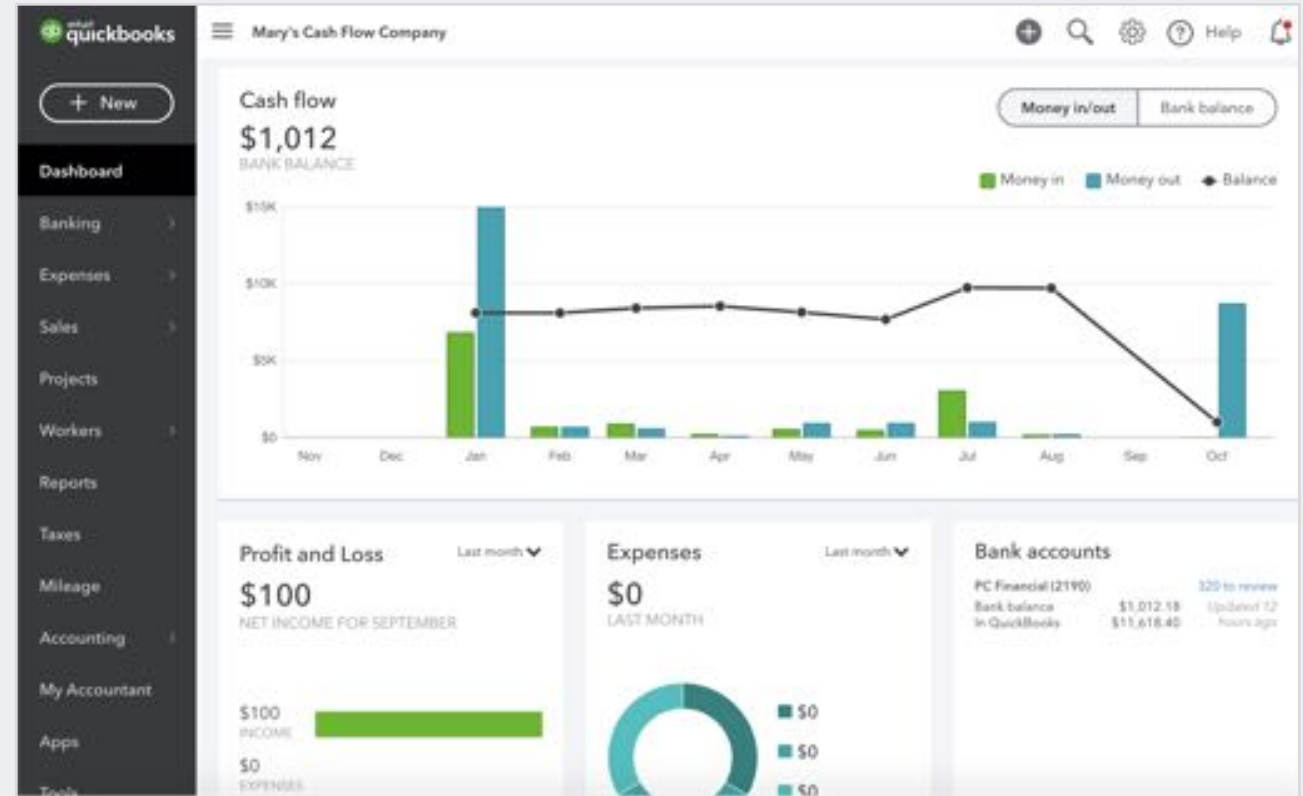 intuit
quickbooks
Mary's Cash Flow Company
Help
+ New
Dashboard
Banking
Expenses
Sales
Projects
Workers
Reports
Taxes
Mileage
Accounting
My Accountant
Apps
Tools
Cash flow
$1,012
BANK BALANCE
Money in/out Bank balance
Money in Money out Balance
$15K
$10K
$5K
$0
Nov Dec Jan Feb Mar Apr May Jun Jul Aug Sep Oct
Profit and Loss Last month
$100
NET INCOME FOR SEPTEMBER
$100
INCOME
$0
EXPENSES
Expenses Last month
$0
LAST MONTH
$0
$0
$0
Bank accounts
PC Financial (2190) 320 to review
Bank balance $1,012.18 Updated 12
In QuickBooks $11,618.40 hours ago